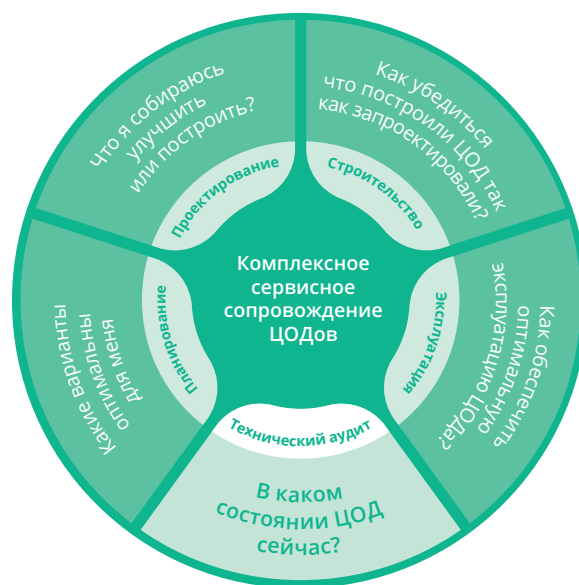 Что я собираюсь
улучшить
или построить?
Проектирование
Как убедиться
что построили ЦОД так
как запроектировали?
Строительство
Комплексное
сервисное
сопровождение
ЦОДов
Какие варианты
оптимальны
для меня
Планирование
Как обеспечить
оптимальную
эксплуатацию ЦОДа?
Эксплуатация
Технический аудит
В каком
состоянии ЦОД
сейчас?